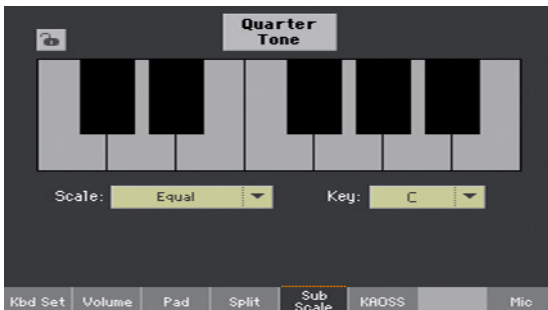 Quarter
Tone
Scale: Equal Key: C
Kbd Set Volume Pad Split Sub Scale KAOSS Mic